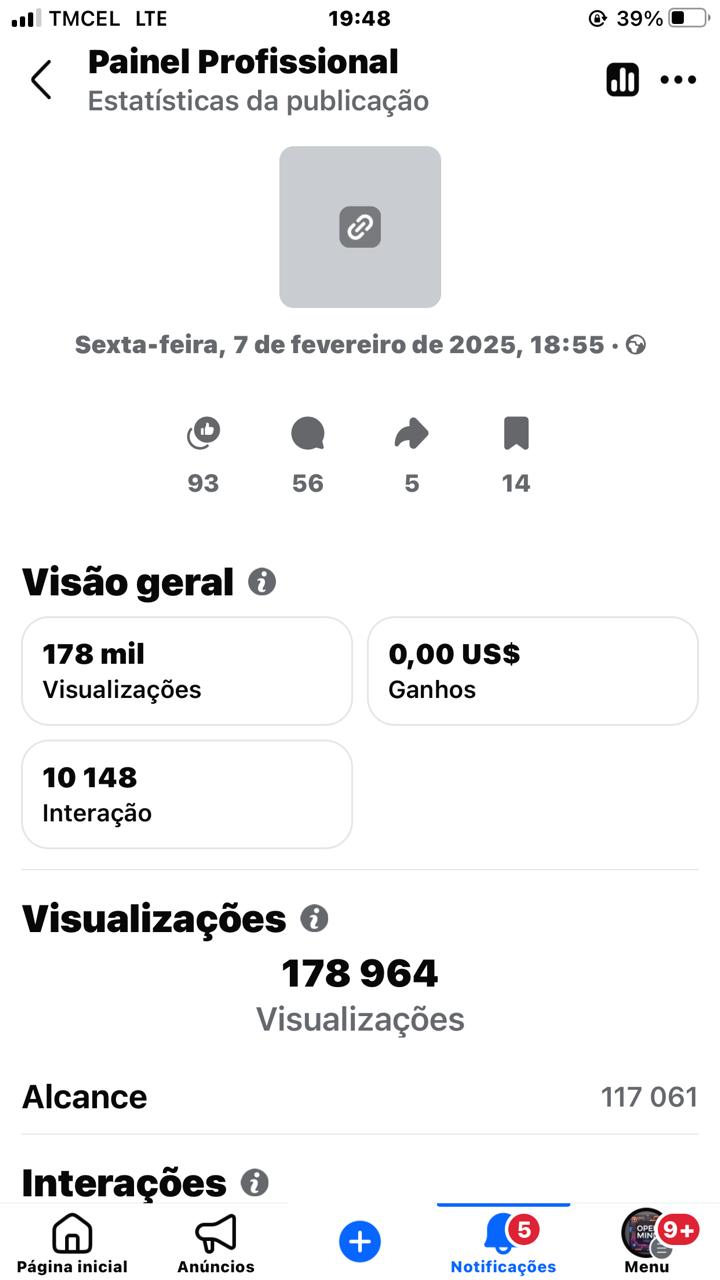 TMCEL LTE 19:48 39%
Painel Profissional
Estatísticas da publicação
Sexta-feira, 7 de fevereiro de 2025, 18:55 ·
93 56 5 14
Visão geral
178 mil
Visualizações
0,00 US$
Ganhos
10 148
Interação
Visualizações
178 964
Visualizações
Alcance 117 061
Interações
5
9+
Página inicial Anúncios Notificações Menu